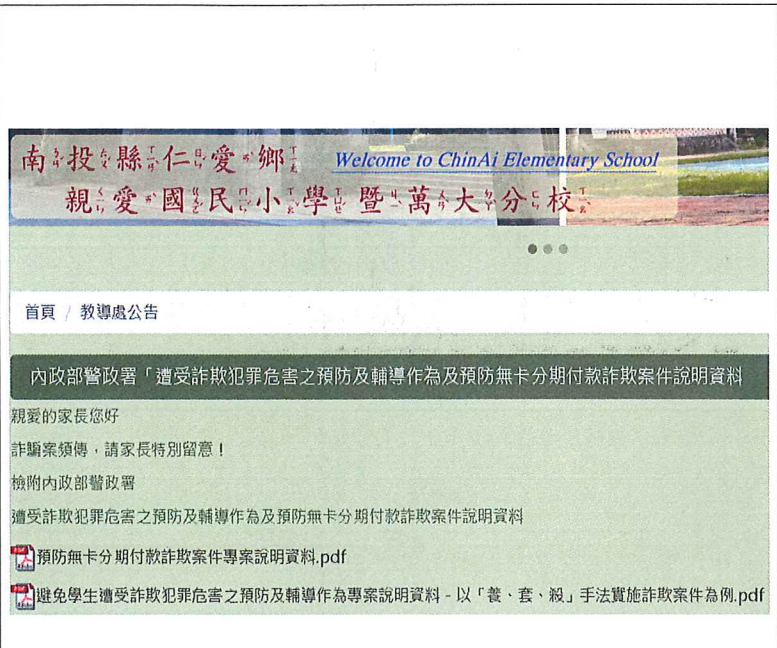 南投縣仁愛鄉 Welcome to ChinAi Elementary School
親愛國民小學暨萬大分校
首頁 / 教導處公告
內政部警政署「遭受詐欺犯罪危害之預防及輔導作為及預防無卡分期付款詐欺案件說明資料
親愛的家長您好
詐騙案頻傳，請家長特別留意！
檢附內政部警政署
遭受詐欺犯罪危害之預防及輔導作為及預防無卡分期付款詐欺案件說明資料
預防無卡分期付款詐欺案件專案說明資料.pdf
避免學生遭受詐欺犯罪危害之預防及輔導作為專案說明資料 - 以「養、套、殺」手法實施詐欺案件為例.pdf